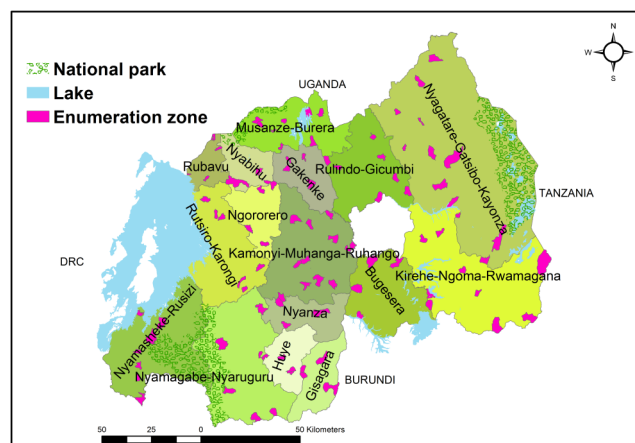 National park
Lake
Enumeration zone
N
W
E
S
UGANDA
Musanze-Burera
Nyagatare-Gatsibo-Kayonza
Rubavu
Nyabihu
Gakenke
Rulindo-Gicumbi
TANZANIA
Ngororero
Rutsiro-Karongi
Kamonyi-Muhanga-Ruhango
DRC
Bugesera
Kirehe-Ngoma-Rwamagana
Nyamasheke-Rusizi
Nyanza
Huye
Gisagara
Nyamagabe-Nyaruguru
BURUNDI
50 25 0 50 Kilometers